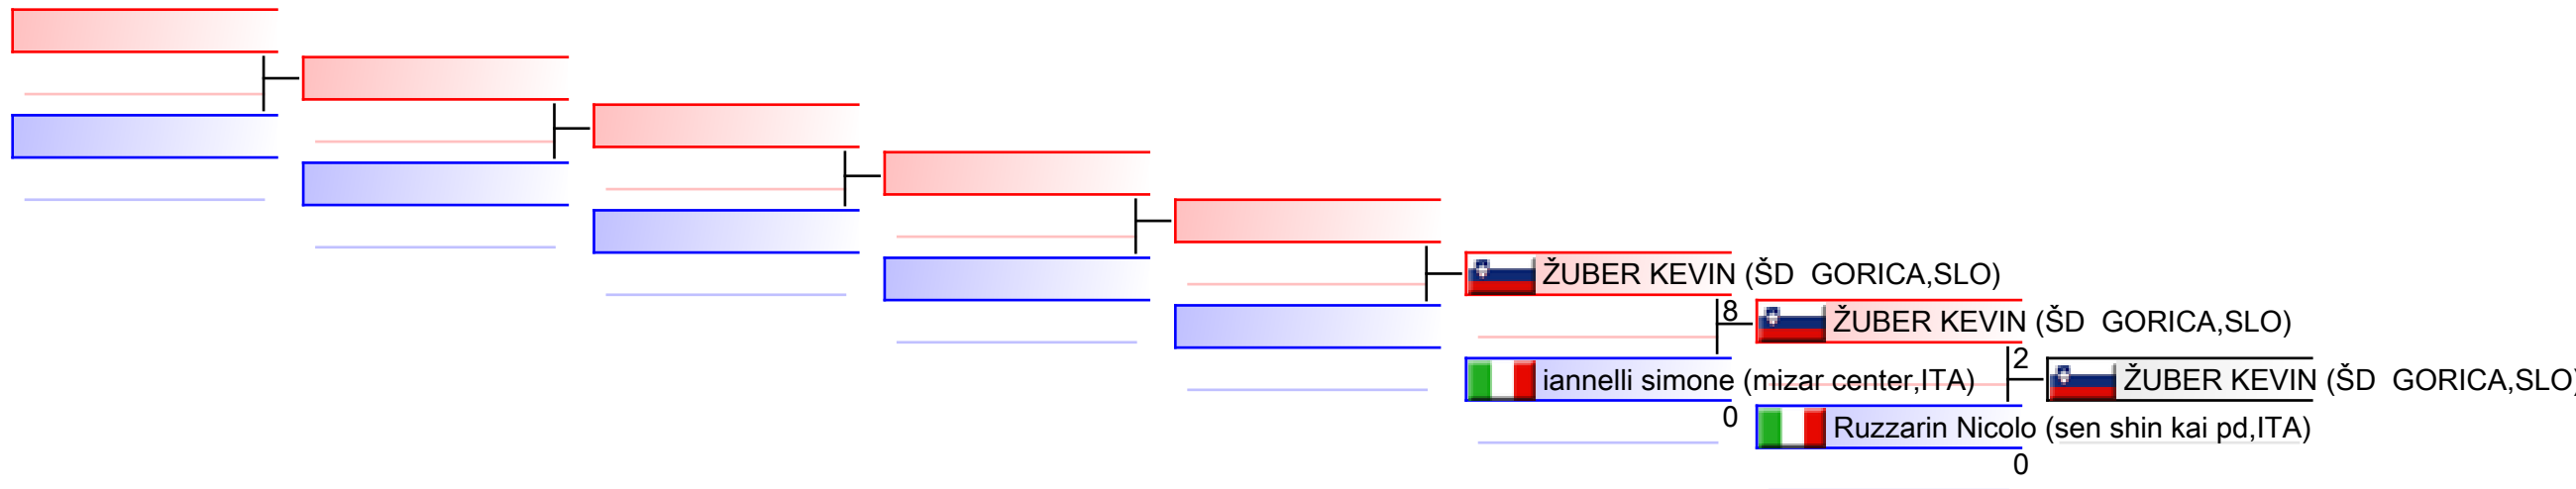 ŽUBER KEVIN (ŠD  GORICA,SLO)
8
ŽUBER KEVIN (ŠD  GORICA,SLO)
iannelli simone (mizar center,ITA)
0
2
ŽUBER KEVIN (ŠD  GORICA,SLO)
Ruzzarin Nicolo (sen shin kai pd,ITA)
0